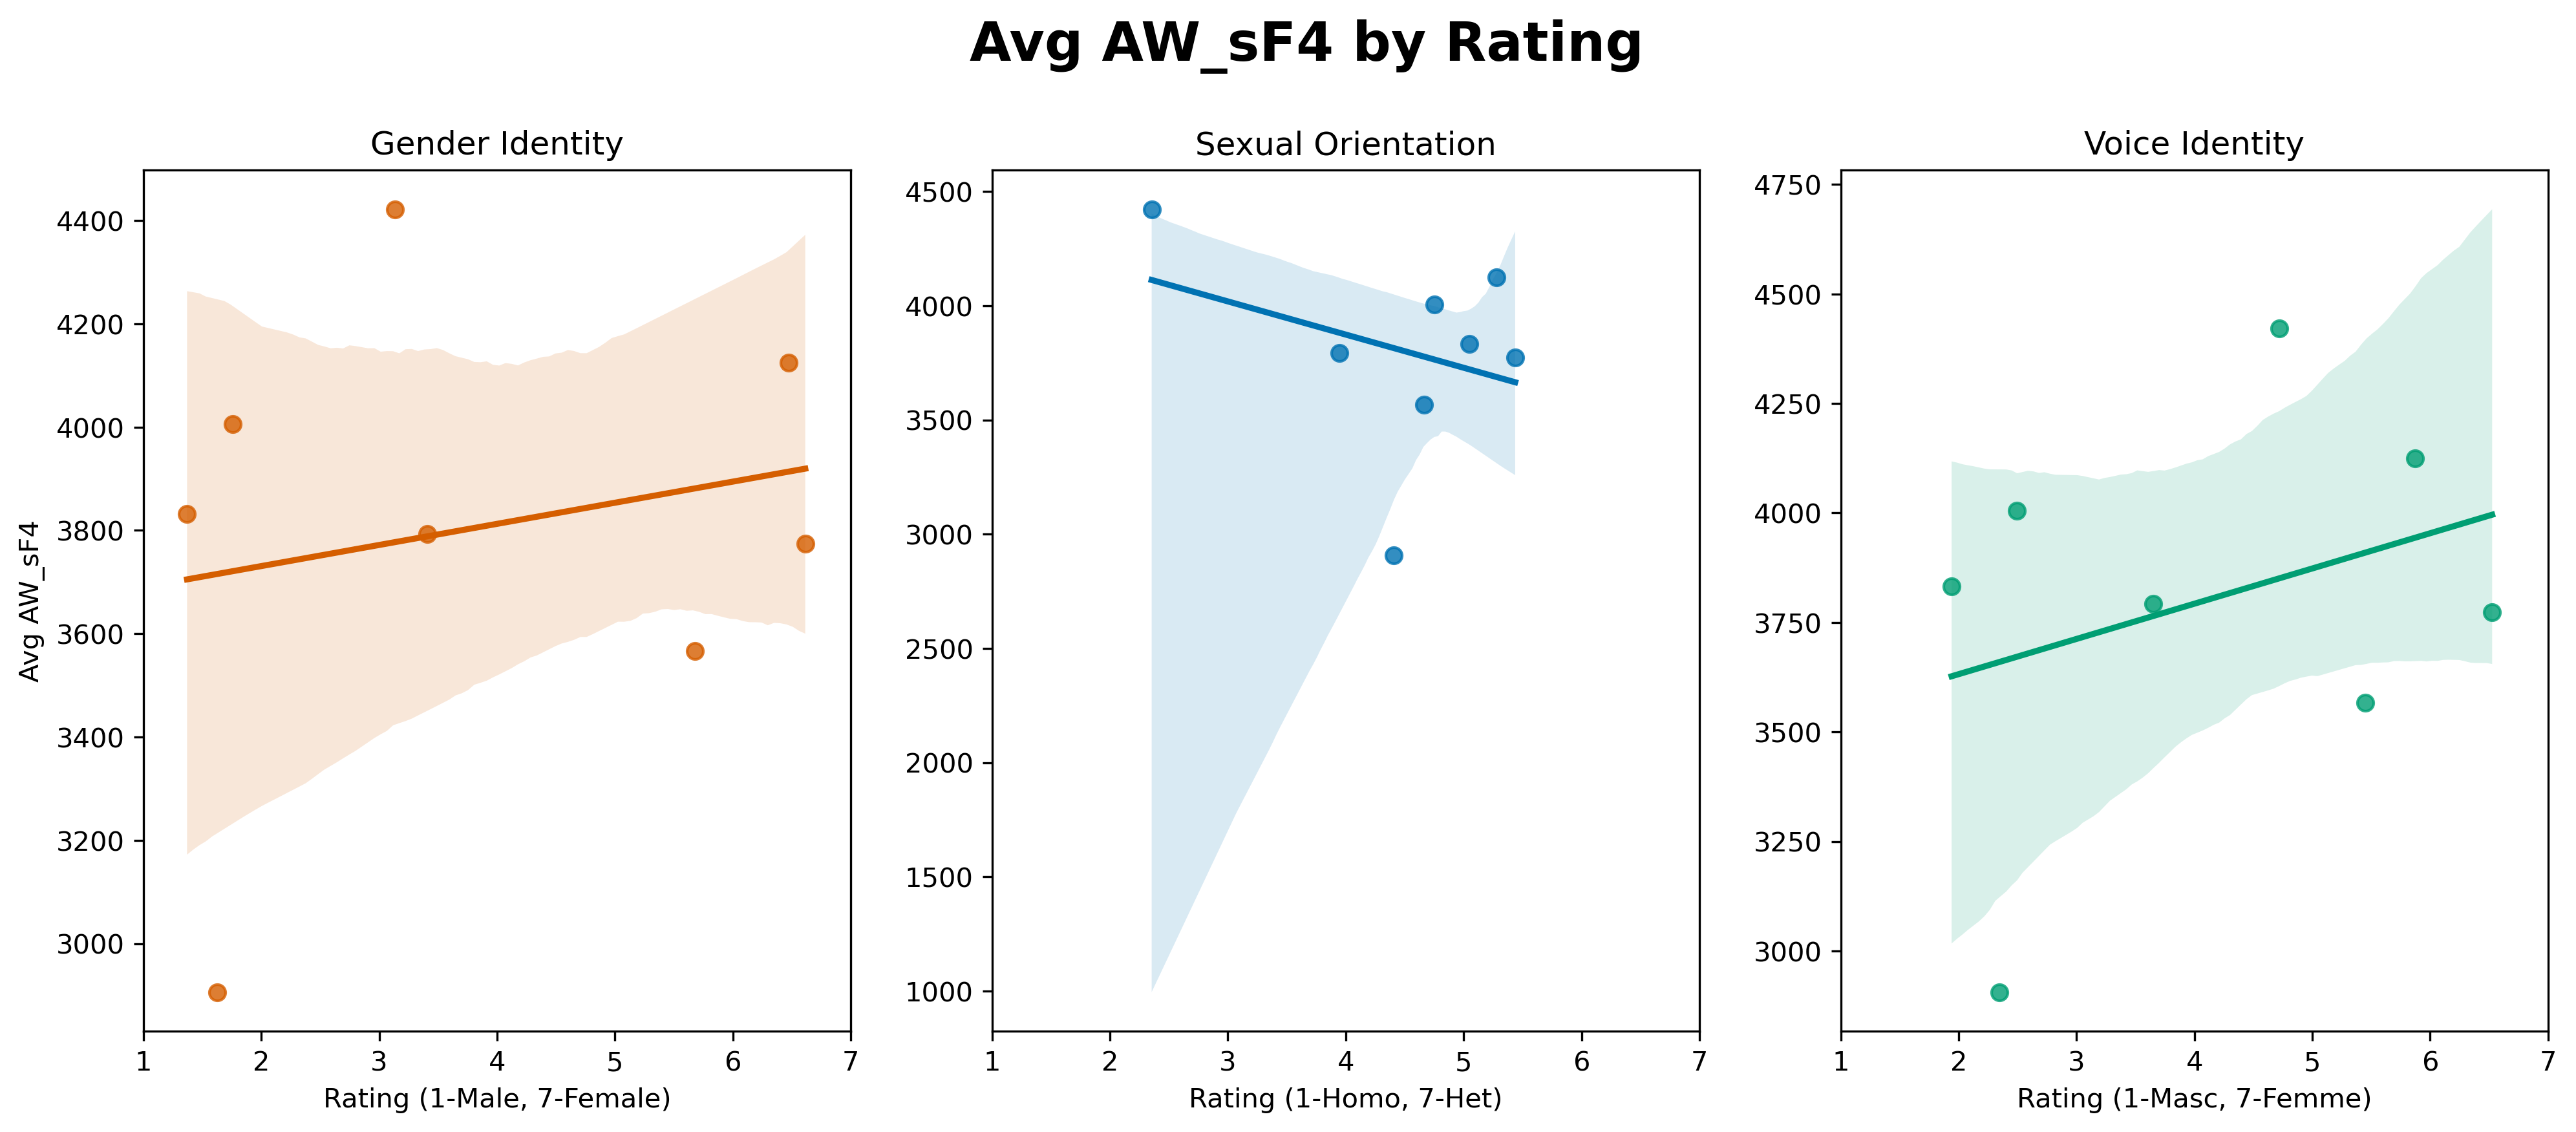 Avg AW_sF4 by Rating
Gender Identity
Avg AW_sF4
4400
4200
4000
3800
3600
3400
3200
3000
1 2 3 4 5 6 7
Rating (1-Male, 7-Female)
Sexual Orientation
4500
4000
3500
3000
2500
2000
1500
1000
1 2 3 4 5 6 7
Rating (1-Homo, 7-Het)
Voice Identity
4750
4500
4250
4000
3750
3500
3250
3000
1 2 3 4 5 6 7
Rating (1-Masc, 7-Femme)